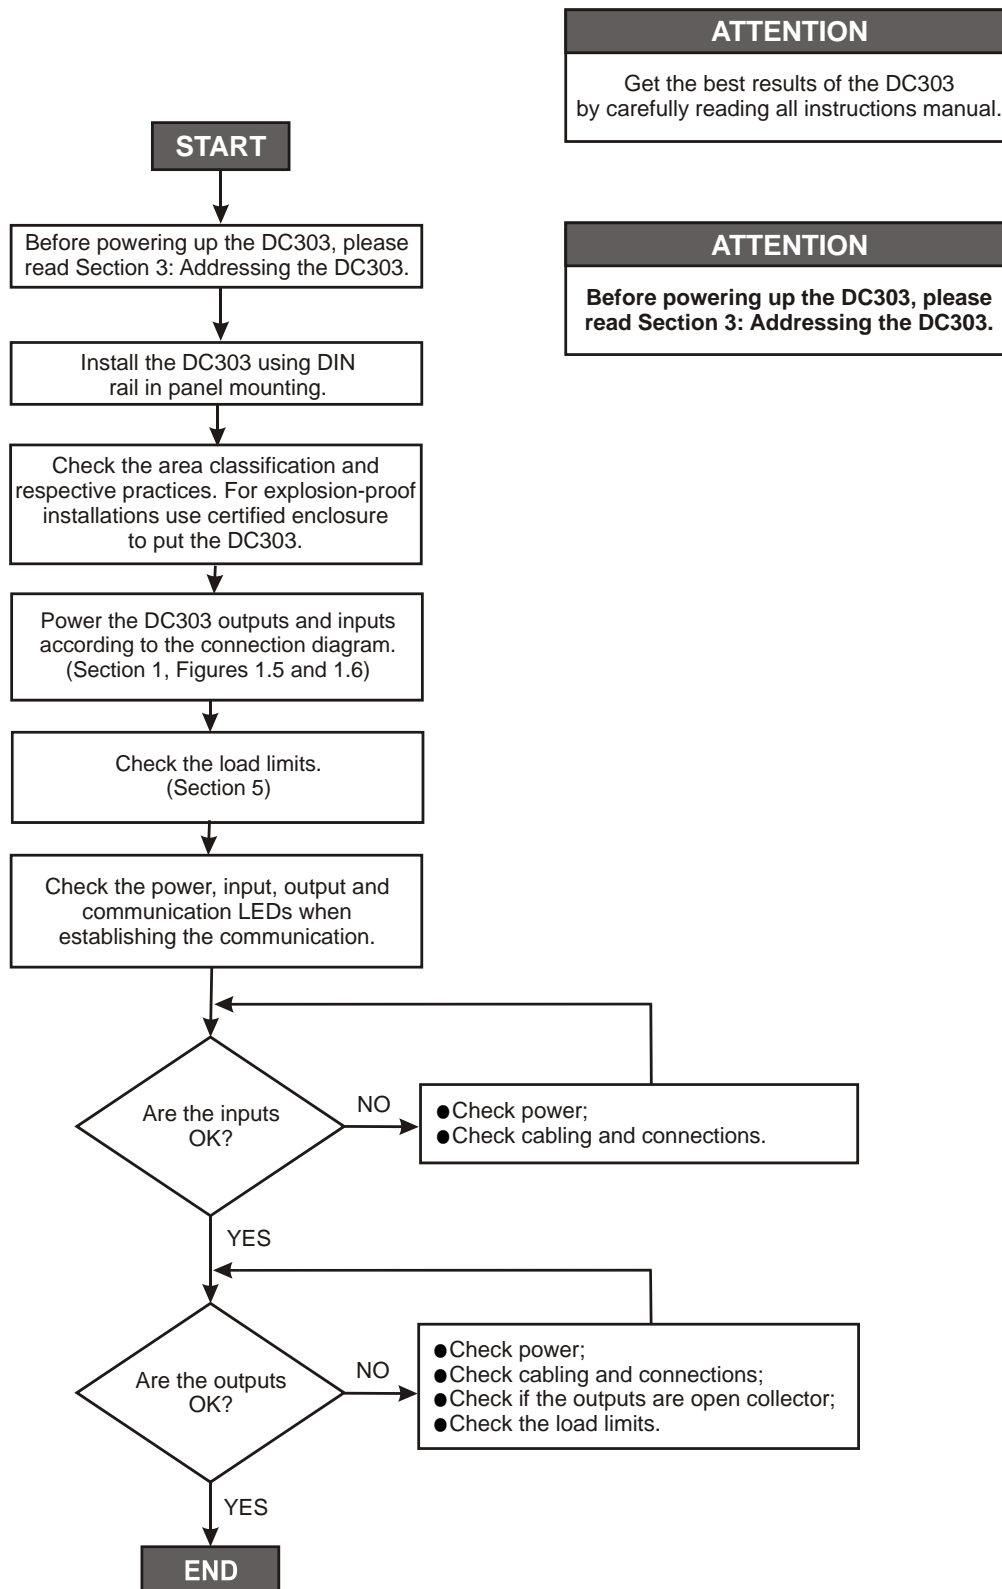 ATTENTION
Get the best results of the DC303
by carefully reading all instructions manual.
START
Before powering up the DC303, please
read Section 3: Addressing the DC303.
ATTENTION
Before powering up the DC303, please
read Section 3: Addressing the DC303.
Install the DC303 using DIN
rail in panel mounting.
Check the area classification and
respective practices. For explosion-proof
installations use certified enclosure
to put the DC303.
Power the DC303 outputs and inputs
according to the connection diagram.
(Section 1, Figures 1.5 and 1.6)
Check the load limits.
(Section 5)
Check the power, input, output and
communication LEDs when
establishing the communication.
Are the inputs
OK?
NO
●Check power;
●Check cabling and connections.
YES
Are the outputs
OK?
NO
●Check power;
●Check cabling and connections;
●Check if the outputs are open collector;
●Check the load limits.
YES
END